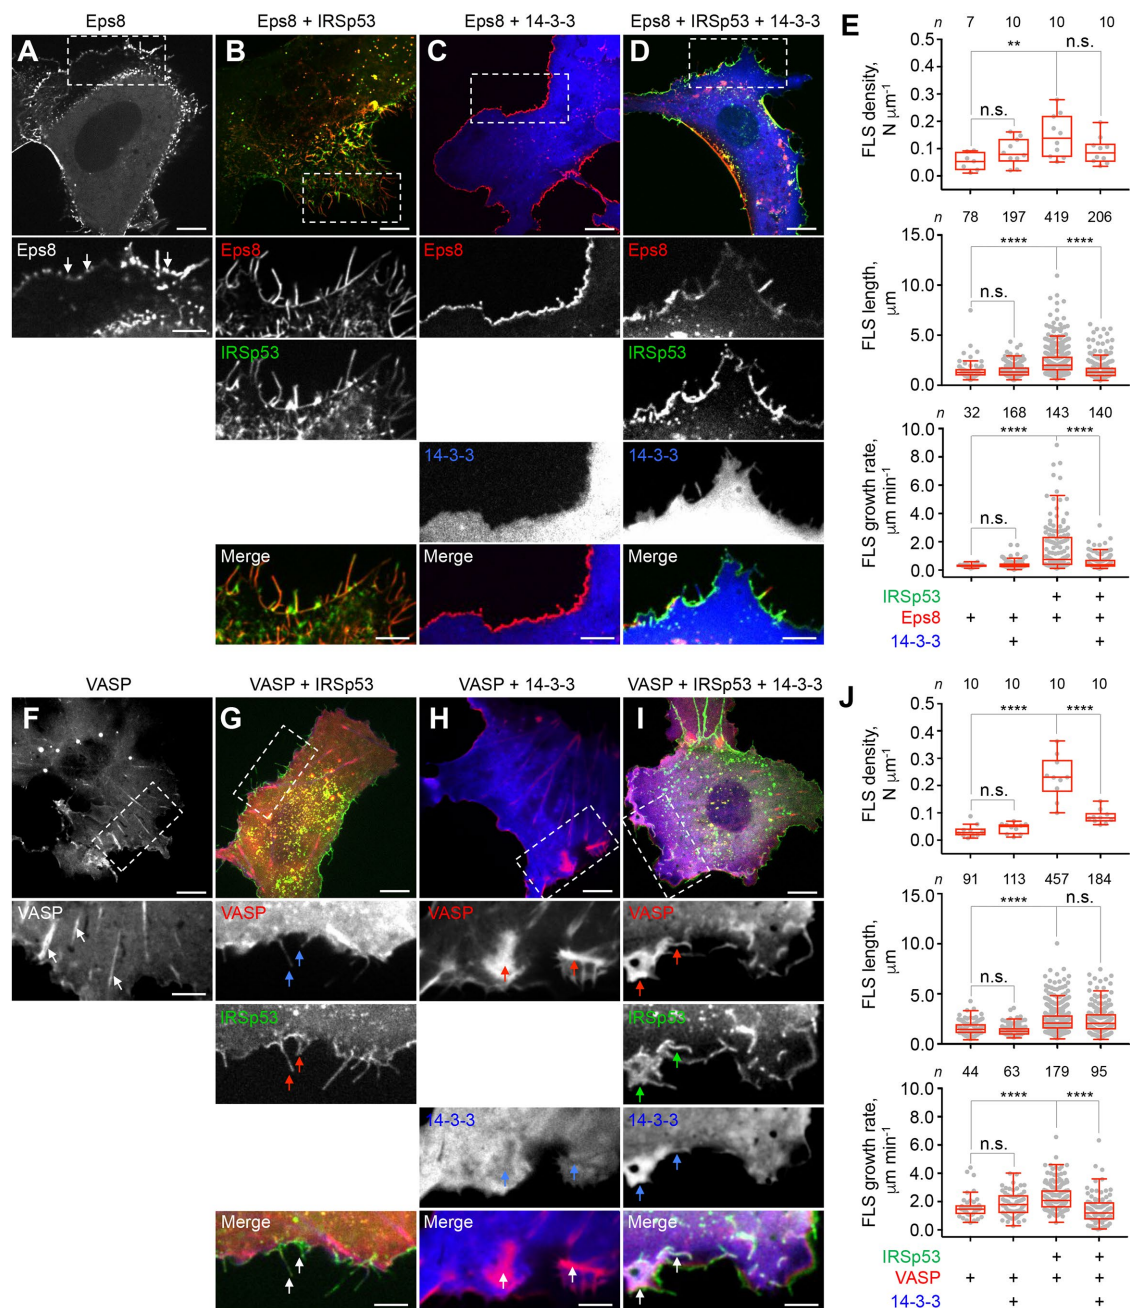 Eps8
Eps8 + IRSp53
Eps8 + 14-3-3
Eps8 + IRSp53 + 14-3-3
A
B
C
D
Eps8
Eps8
Eps8
Eps8
IRSp53
IRSp53
14-3-3
14-3-3
Merge
Merge
Merge
E
n 7 10 10 10
** n.s.
n.s.
FLS density,
N μm-1
0.4
0.3
0.2
0.1
0.0
n 78 197 419 206
**** ****
n.s.
FLS length,
μm
15.0
10.0
5.0
0.0
n 32 168 143 140
**** ****
n.s.
FLS growth rate,
μm min-1
10.0
8.0
6.0
4.0
2.0
0.0
IRSp53 + +
Eps8 + + + +
14-3-3 + +
VASP
VASP + IRSp53
VASP + 14-3-3
VASP + IRSp53 + 14-3-3
F
G
H
I
VASP
VASP
VASP
VASP
IRSp53
IRSp53
14-3-3
14-3-3
Merge
Merge
Merge
J
n 10 10 10 10
**** ****
n.s.
FLS density,
N μm-1
0.5
0.4
0.3
0.2
0.1
0.0
n 91 113 457 184
**** n.s.
n.s.
FLS length,
μm
15.0
10.0
5.0
0.0
n 44 63 179 95
**** ****
n.s.
FLS growth rate,
μm min-1
10.0
8.0
6.0
4.0
2.0
0.0
IRSp53 + +
VASP + + + +
14-3-3 + +